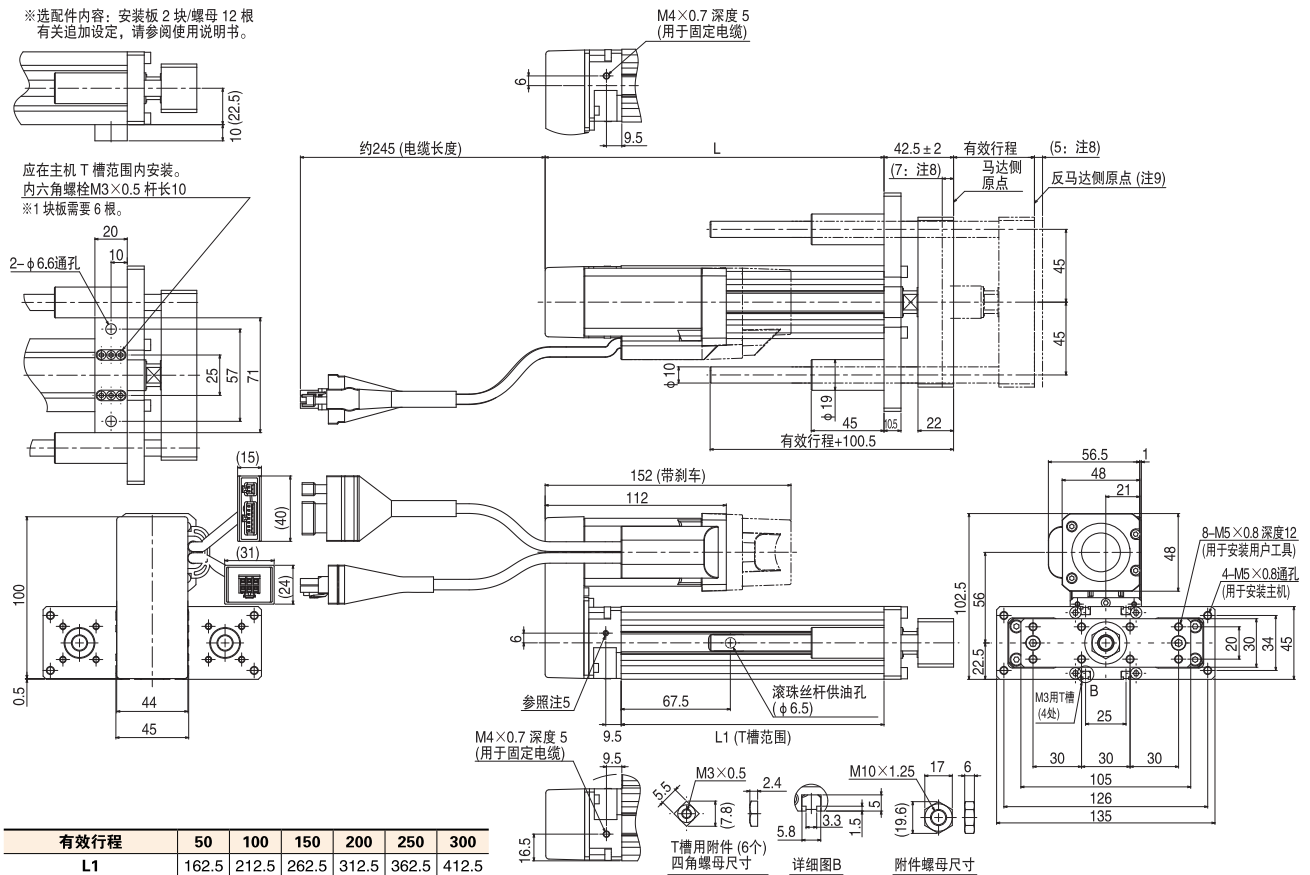 ※选配件内容：安装板 2 块/螺母 12 根
有关追加设定，请参阅使用说明书。
10 (22.5)
应在主机 T 槽范围内安装。
内六角螺栓M3×0.5 杆长10
※1 块板需要 6 根。
20
10
2–φ6.6通孔
25
57
71
M4×0.7 深度 5
(用于固定电缆)
6
9.5
约245 (电缆长度)
L
42.5±2
有效行程
(5：注8)
(7：注8)
马达侧
原点
反马达侧原点 (注9)
45
45
φ10
φ19
45
10.5
22
有效行程+100.5
(15)
(40)
(31)
(24)
100
0.5
44
45
152 (带刹车)
112
6
参照注5
67.5
滚珠丝杆供油孔
(φ6.5)
9.5
L1 (T槽范围)
56.5
1
48
21
48
102.5
56
22.5
8–M5×0.8 深度12
(用于安装用户工具)
4–M5×0.8通孔
(用于安装主机)
20
30
34
45
M3用T槽
(4处)
B
25
30
30
30
105
126
135
M4×0.7 深度 5
(用于固定电缆)
9.5
16.5
M3×0.5
5.5
2.4
(7.8)
T槽用附件 (6个)
四角螺母尺寸
5
1.5
3.3
5.8
详细图B
M10×1.25
17
6
(19.6)
附件螺母尺寸
有效行程 50 100 150 200 250 300
L1 162.5 212.5 262.5 312.5 362.5 412.5